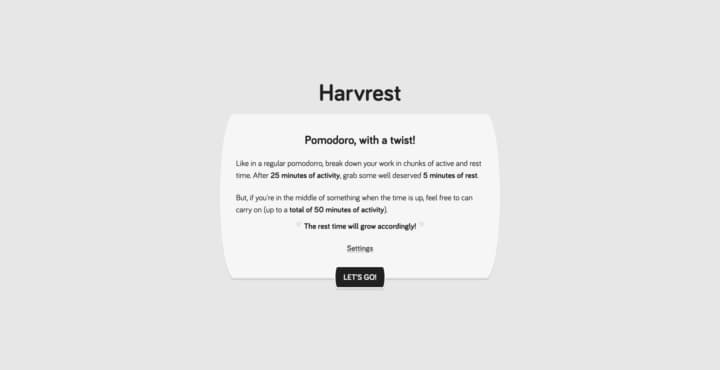 Harvrest
Pomodoro, with a twist!
Like in a regular pomodorro, break down your work in chunks of active and rest
time. After 25 minutes of activity, grab some well deserved 5 minutes of rest.
But, if you're in the middle of something when the time is up, feel free to can
carry on (up to a total of 50 minutes of activity).
The rest time will grow accordingly!
Settings
LET'S GO!